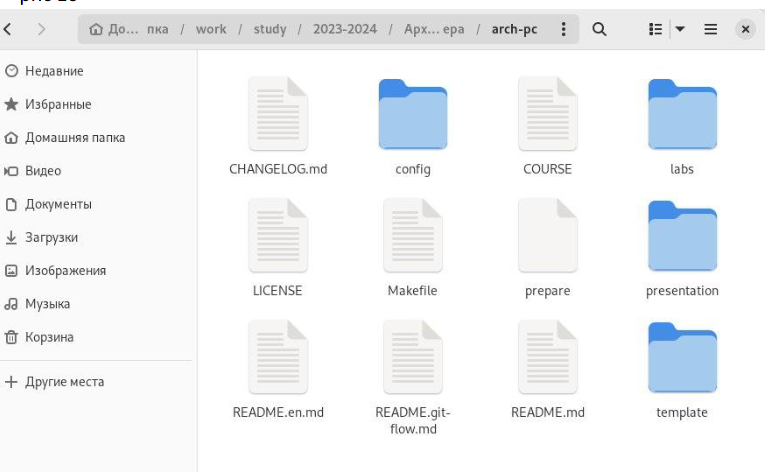 До... пка / work / study / 2023-2024 / Арх... ера / arch-pc
Недавние
Избранные
Домашняя папка
Видео
Документы
Загрузки
Изображения
Музыка
Корзина
Другие места
CHANGELOG.md config COURSE labs
LICENSE Makefile prepare presentation
README.en.md README.git- README.md template
flow.md